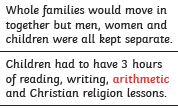 Whole families would move in
together but men, women and
children were all kept separate.
Children had to have 3 hours
of reading, writing, arithmetic
and Christian religion lessons.